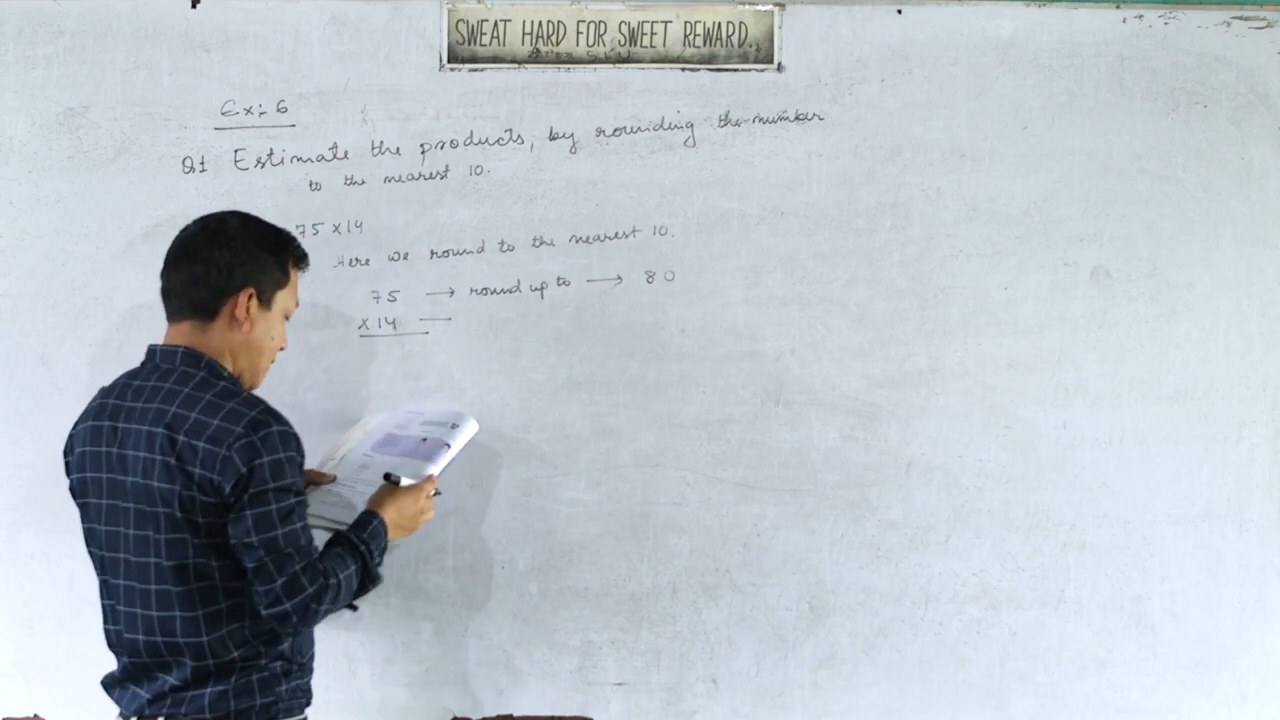 SWEAT HARD FOR SWEET REWARD.
Ex:- 6
Q1 Estimate the products, by rounding the number
to the nearest 10.
75 x 14
Here we round to the nearest 10.
75 → round up to → 80
x 14 —